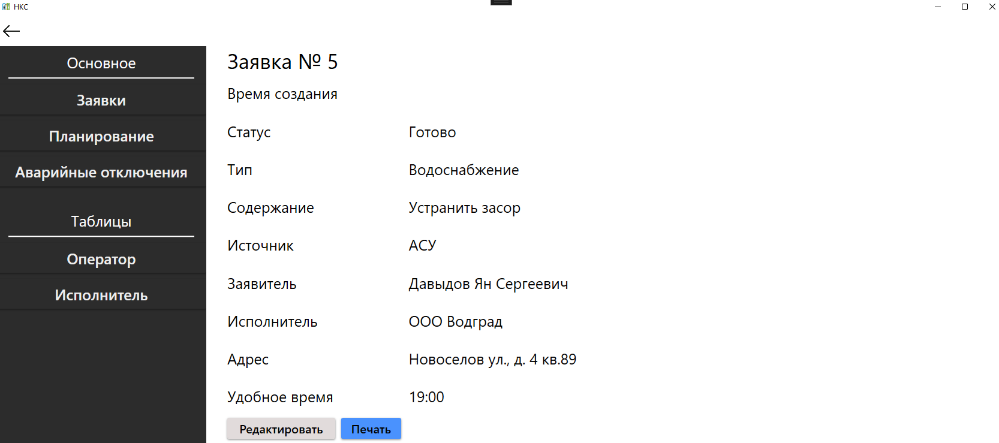 НКС
Основное
Заявки
Планирование
Аварийные отключения
Таблицы
Оператор
Исполнитель
Заявка № 5
Время создания
Статус Готово
Тип Водоснабжение
Содержание Устранить засор
Источник АСУ
Заявитель Давыдов Ян Сергеевич
Исполнитель ООО Водград
Адрес Новоселов ул., д. 4 кв.89
Удобное время 19:00
Редактировать Печать